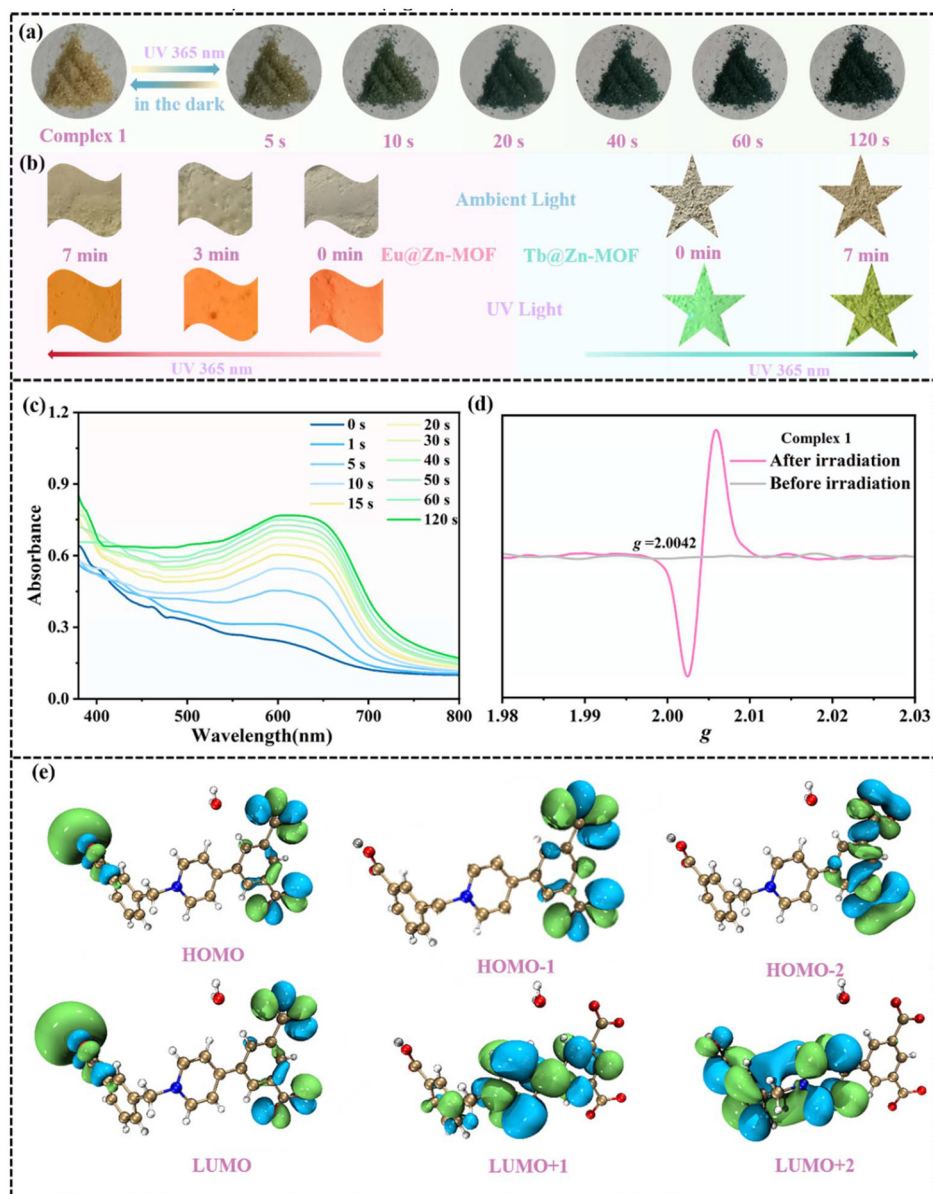 (a)
UV 365 nm
in the dark
Complex 1
5 s
10 s
20 s
40 s
60 s
120 s
(b)
Ambient Light
7 min
3 min
0 min
Eu@Zn-MOF
Tb@Zn-MOF
0 min
7 min
UV Light
UV 365 nm
UV 365 nm
(c)
1.2
0.9
0.6
0.3
0.0
Absorbance
0 s
1 s
5 s
10 s
15 s
20 s
30 s
40 s
50 s
60 s
120 s
400
500
600
700
800
Wavelength(nm)
(d)
Complex 1
After irradiation
Before irradiation
g =2.0042
1.98
1.99
2.00
2.01
2.02
2.03
g
(e)
HOMO
HOMO-1
HOMO-2
LUMO
LUMO+1
LUMO+2